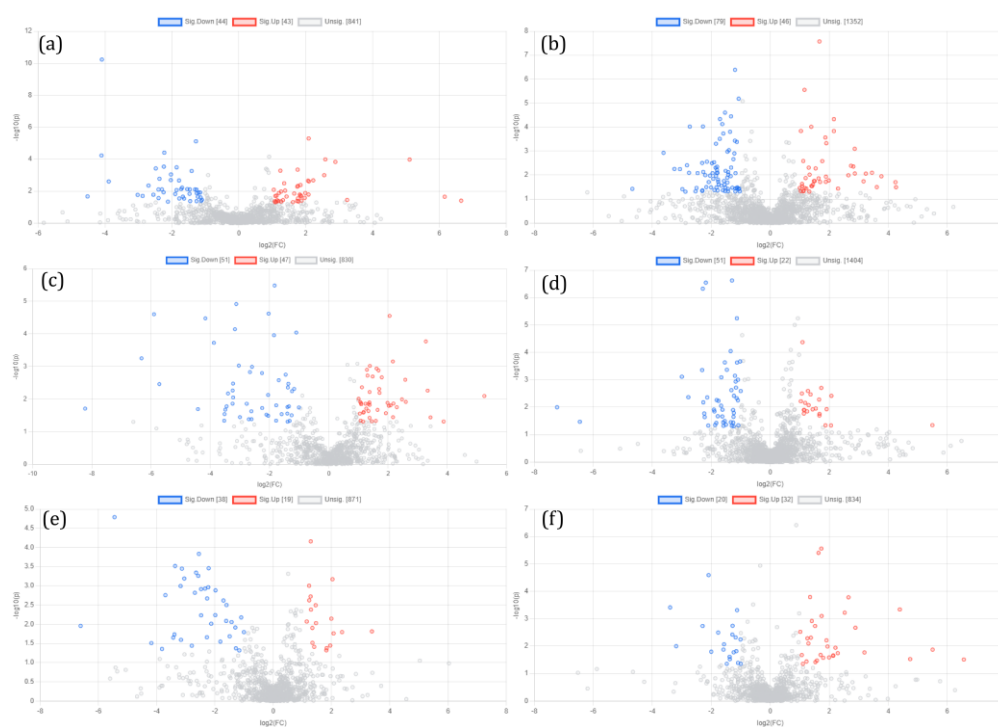 Sig.Down [44] Sig.Up [43] Unsig. [841]
(a)
12
10
8
6
4
2
0
-log10(p)
-6 -4 -2 0 2 4 6 8
log2(FC)
Sig.Down [79] Sig.Up [46] Unsig. [1352]
(b)
8
7
6
5
4
3
2
1
0
-log10(p)
-8 -6 -4 -2 0 2 4 6 8
log2(FC)
Sig.Down [51] Sig.Up [47] Unsig. [830]
(c)
6
5
4
3
2
1
0
-log10(p)
-10 -8 -6 -4 -2 0 2 4 6
log2(FC)
Sig.Down [51] Sig.Up [22] Unsig. [1404]
(d)
7
6
5
4
3
2
1
0
-log10(p)
-8 -6 -4 -2 0 2 4 6 8
log2(FC)
Sig.Down [38] Sig.Up [19] Unsig. [871]
(e)
5.0
4.5
4.0
3.5
3.0
2.5
2.0
1.5
1.0
0.5
0
-log10(p)
-8 -6 -4 -2 0 2 4 6
log2(FC)
Sig.Down [20] Sig.Up [32] Unsig. [834]
(f)
7
6
5
4
3
2
1
0
-log10(p)
-8 -6 -4 -2 0 2 4 6 8
log2(FC)